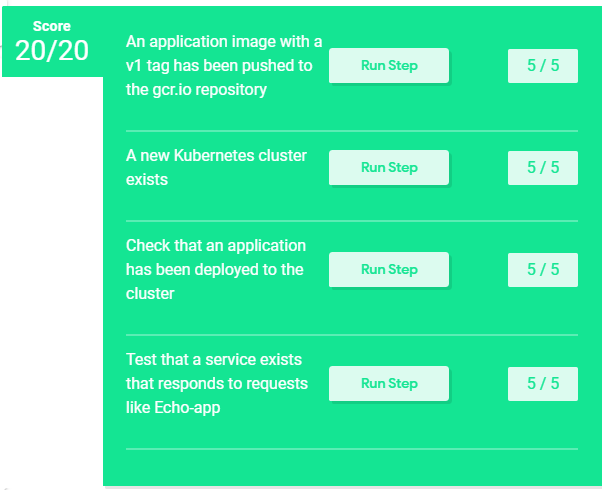 Score
20/20
An application image with a
v1 tag has been pushed to
the gcr.io repository
Run Step
5 / 5
A new Kubernetes cluster
exists
Run Step
5 / 5
Check that an application
has been deployed to the
cluster
Run Step
5 / 5
Test that a service exists
that responds to requests
like Echo-app
Run Step
5 / 5